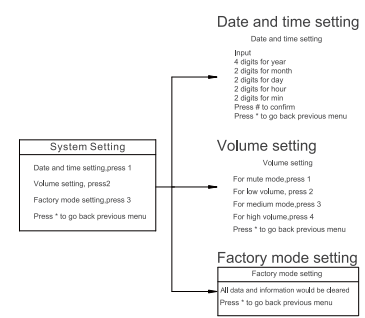 Date and time setting
Date and time setting
Input
4 digits for year
2 digits for month
2 digits for day
2 digits for hour
2 digits for min
Press # to confirm
Press * to go back previous menu
System Setting
Date and time setting,press 1
Volume setting, press2
Factory mode setting,press 3
Press * to go back previous menu
Volume setting
Volume setting
For mute mode,press 1
For low volume, press 2
For medium mode,press 3
For high volume,press 4
Press * to go back previous menu
Factory mode setting
Factory mode setting
All data and information would be cleared
Press * to go back previous menu